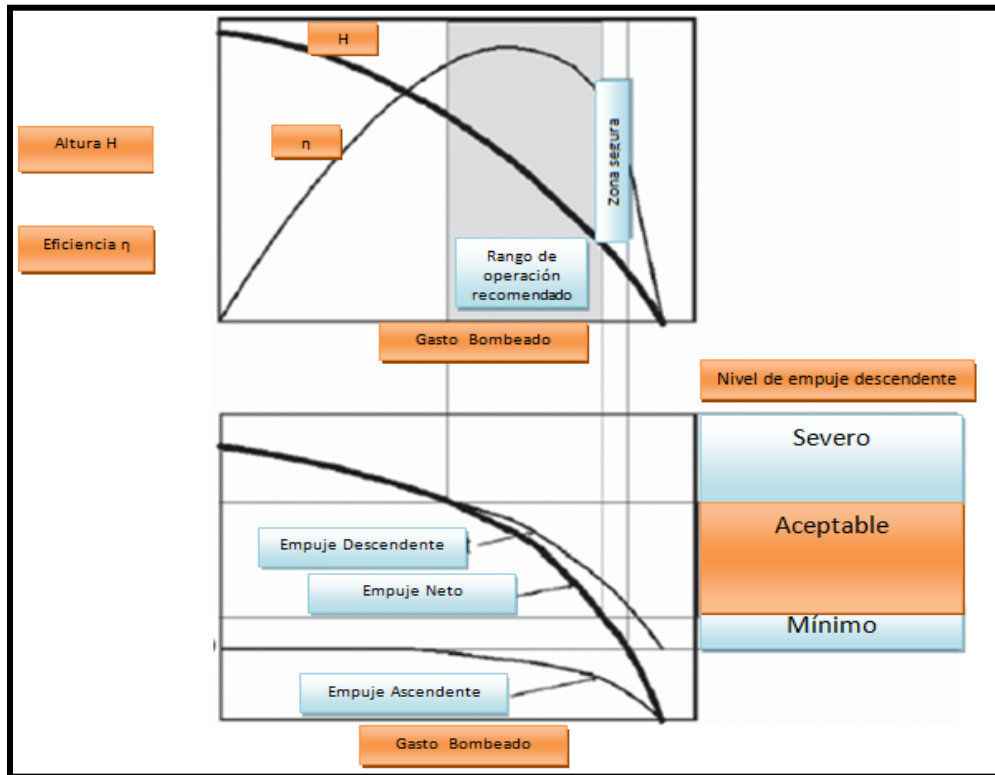 H
Altura H
η
Zona segura
Eficiencia η
Rango de
operación
recomendado
Gasto Bombeado
Nivel de empuje descendente
Severo
Aceptable
Empuje Descendente
Empuje Neto
Mínimo
Empuje Ascendente
Gasto Bombeado